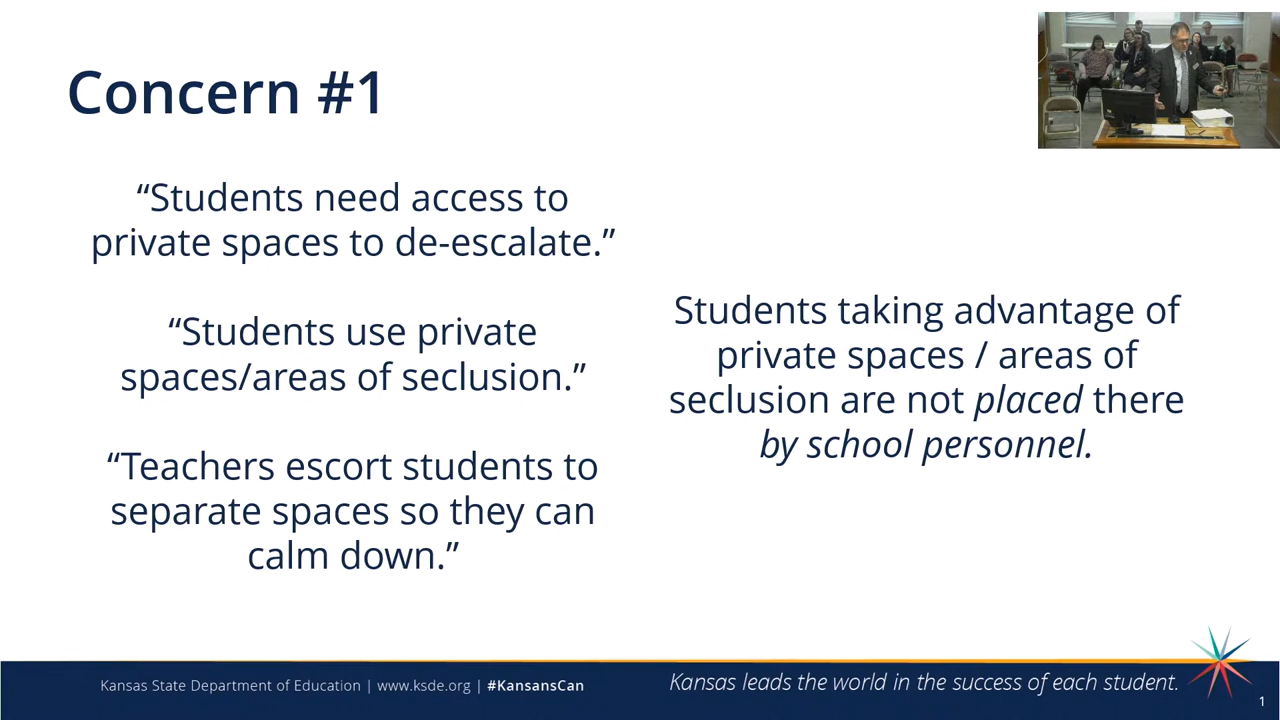 Concern #1
“Students need access to
private spaces to de-escalate.”
“Students use private
spaces/areas of seclusion.”
“Teachers escort students to
separate spaces so they can
calm down.”
Students taking advantage of
private spaces / areas of
seclusion are not placed there
by school personnel.
Kansas State Department of Education | www.ksde.org | #KansansCan
Kansas leads the world in the success of each student.
1